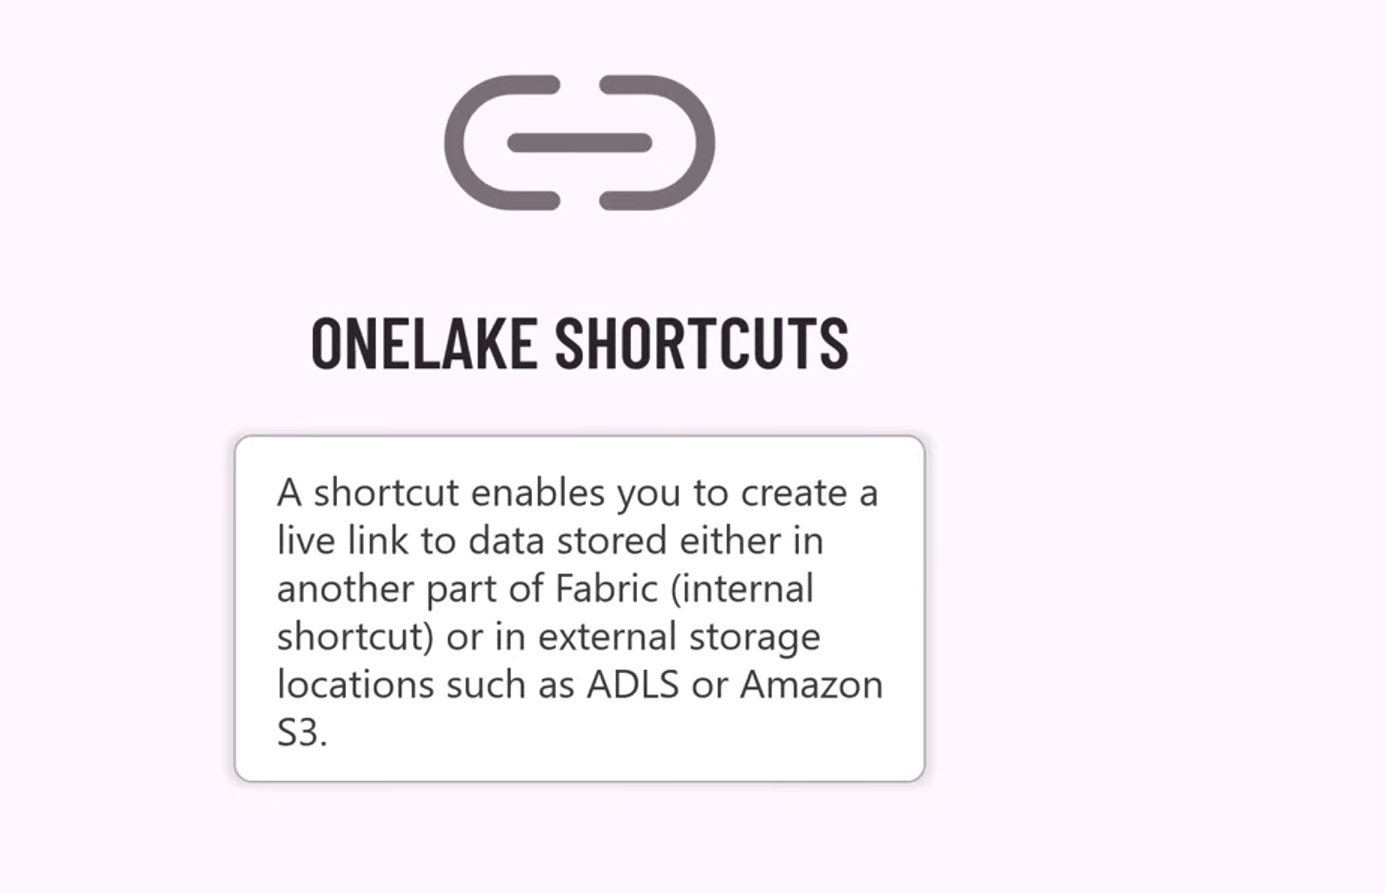 ONELAKE SHORTCUTS
A shortcut enables you to create a
live link to data stored either in
another part of Fabric (internal
shortcut) or in external storage
locations such as ADLS or Amazon
S3.